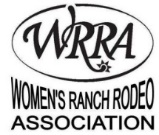 WRRA
WOMEN'S RANCH RODEO
ASSOCIATION